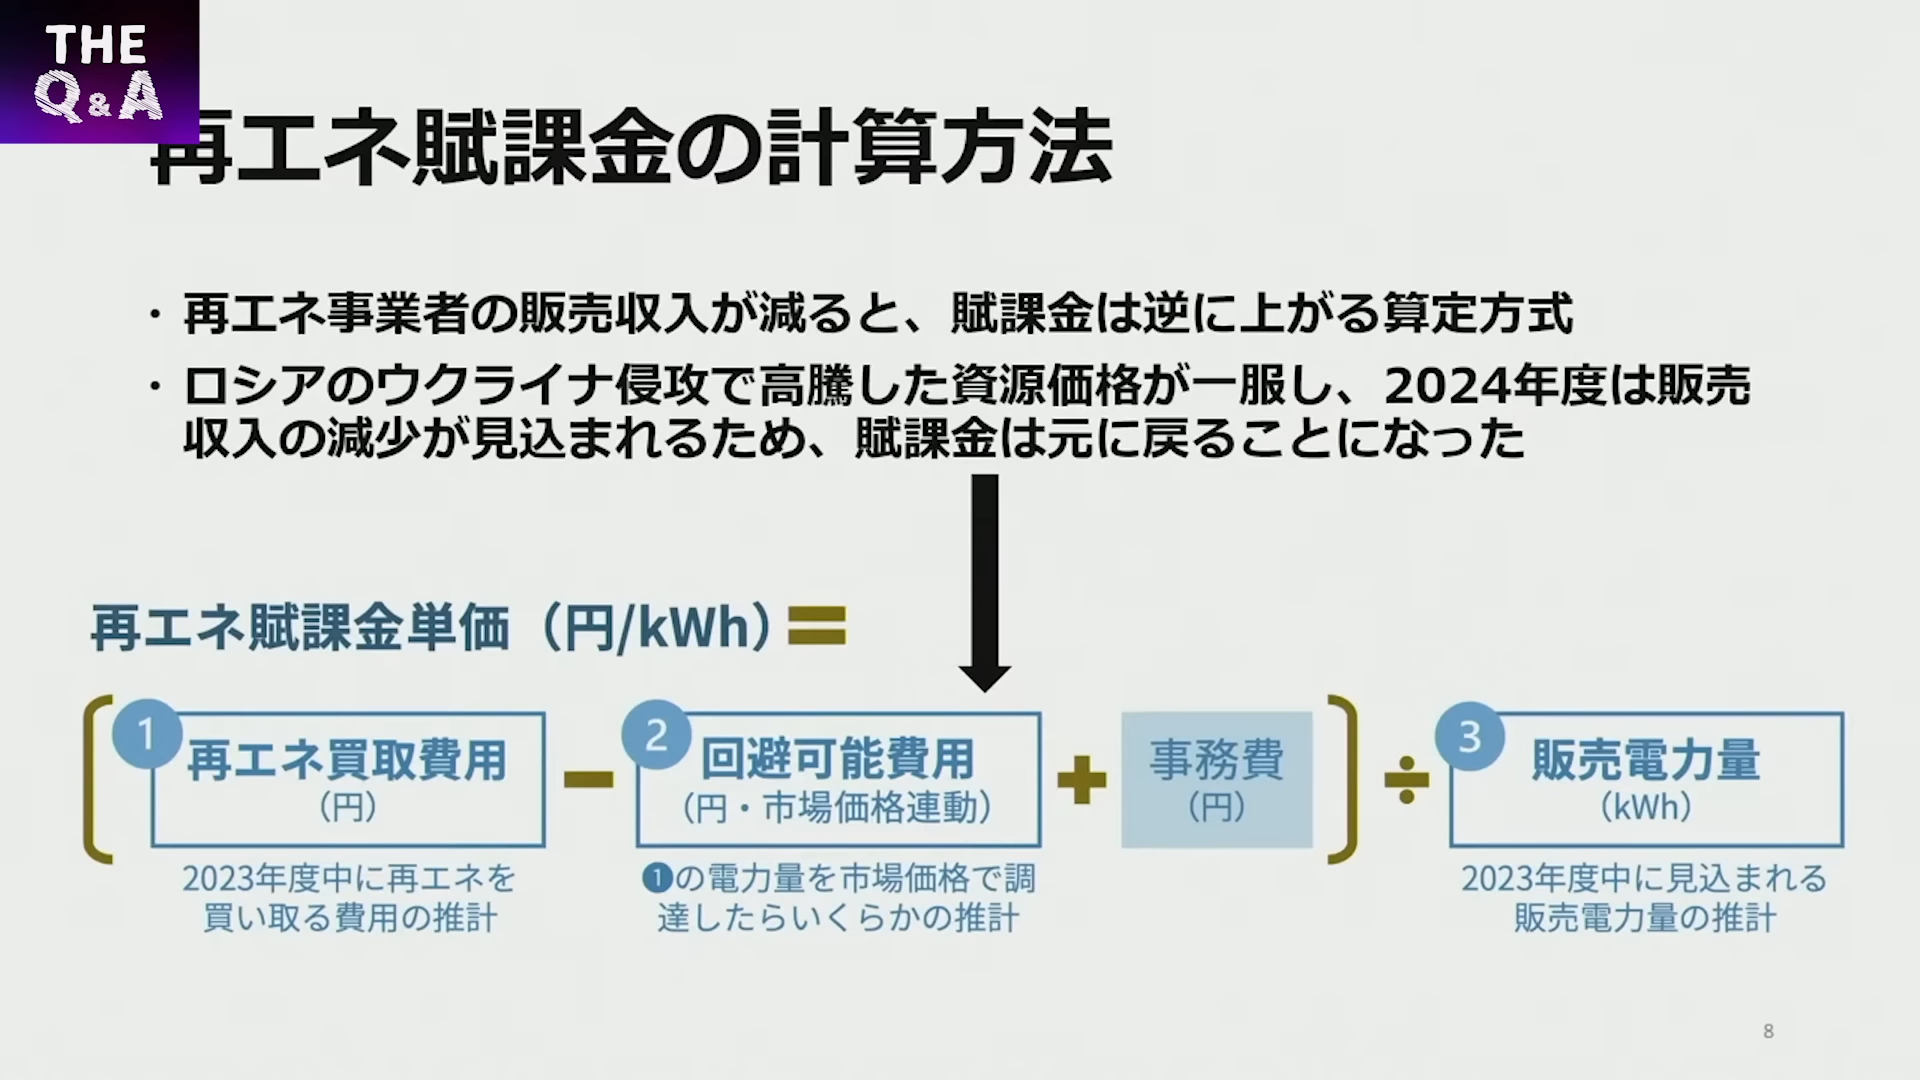 THE
Q&A
再エネ賦課金の計算方法
・再エネ事業者の販売収入が減ると、賦課金は逆に上がる算定方式
・ロシアのウクライナ侵攻で高騰した資源価格が一服し、2024年度は販売
収入の減少が見込まれるため、賦課金は元に戻ることになった
再エネ賦課金単価（円/kWh）=
1 再エネ買取費用
（円）
2023年度中に再エネを
買い取る費用の推計
−
2 回避可能費用
（円・市場価格連動）
❶の電力量を市場価格で調
達したらいくらかの推計
+
事務費
（円）
÷
3 販売電力量
（kWh）
2023年度中に見込まれる
販売電力量の推計
8